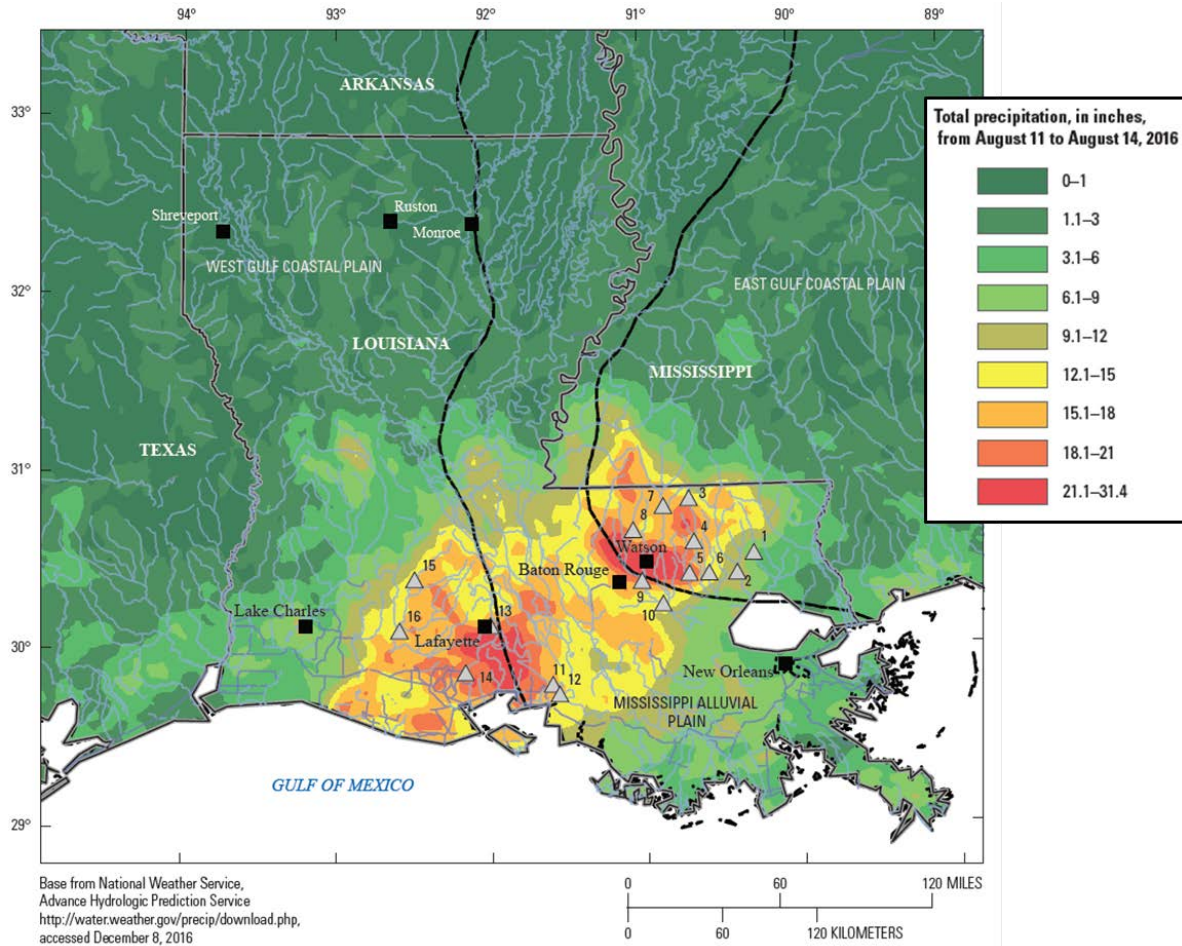 94° 93° 92° 91° 90° 89°
33°
32°
31°
30°
29°
ARKANSAS
Shreveport
Ruston
Monroe
WEST GULF COASTAL PLAIN
EAST GULF COASTAL PLAIN
LOUISIANA
MISSISSIPPI
TEXAS
7
3
8
4
1
Watson
5
6
2
Baton Rouge
9
10
15
Lake Charles
16
13
Lafayette
14
11
12
New Orleans
MISSISSIPPI ALLUVIAL
PLAIN
GULF OF MEXICO
Total precipitation, in inches,
from August 11 to August 14, 2016
0–1
1.1–3
3.1–6
6.1–9
9.1–12
12.1–15
15.1–18
18.1–21
21.1–31.4
Base from National Weather Service,
Advance Hydrologic Prediction Service
http://water.weather.gov/precip/download.php,
accessed December 8, 2016
0 60 120 MILES
0 60 120 KILOMETERS